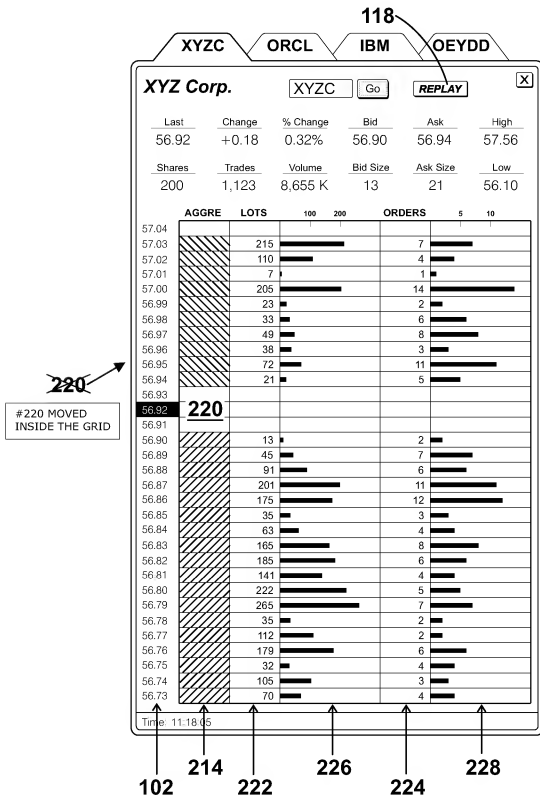 118
XYZC ORCL IBM OEYDD
XYZ Corp. XYZC Go REPLAY X
Last Change % Change Bid Ask High
56.92 +0.18 0.32% 56.90 56.94 57.56
Shares Trades Volume Bid Size Ask Size Low
200 1,123 8,655 K 13 21 56.10
AGGRE LOTS 100 200 ORDERS 5 10
57.04
57.03 215 7
57.02 110 4
57.01 7 1
57.00 205 14
56.99 23 2
56.98 33 6
56.97 49 8
56.96 38 3
56.95 72 11
56.94 21 5
56.93
220
56.92 220
#220 MOVED
INSIDE THE GRID
56.91
56.90 13 2
56.89 45 7
56.88 91 6
56.87 201 11
56.86 175 12
56.85 35 3
56.84 63 4
56.83 165 8
56.82 185 6
56.81 141 4
56.80 222 5
56.79 265 7
56.78 35 2
56.77 112 2
56.76 179 6
56.75 32 4
56.74 105 3
56.73 70 4
Time: 11:18:05
102 214 222 226 224 228